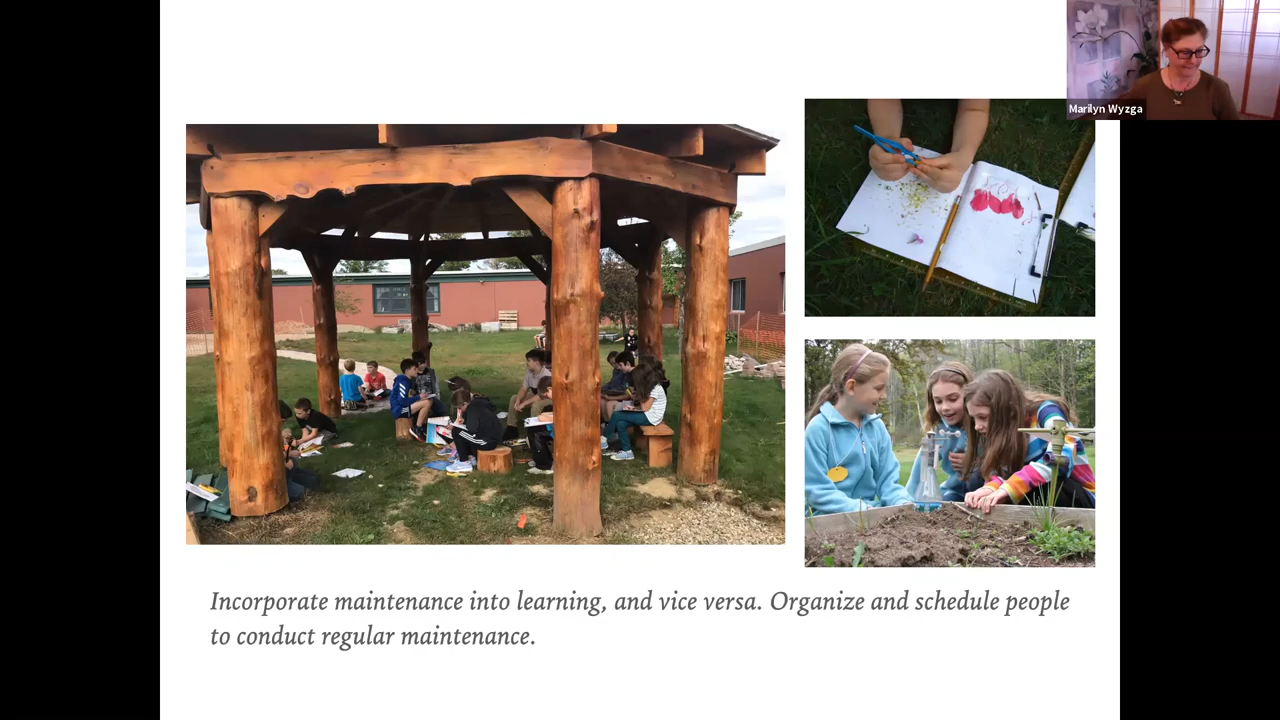 Marilyn Wyzga
Incorporate maintenance into learning, and vice versa. Organize and schedule people
to conduct regular maintenance.